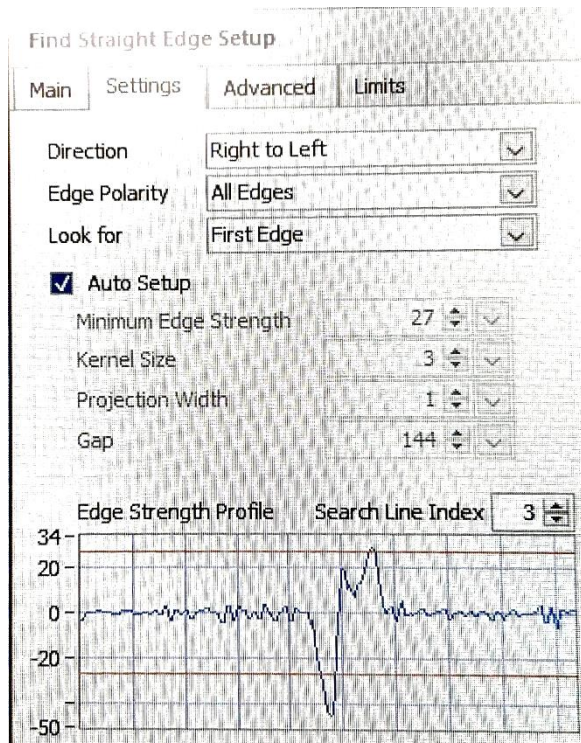 Find Straight Edge Setup
Main Settings Advanced Limits
Direction Right to Left
Edge Polarity All Edges
Look for First Edge
Auto Setup
Minimum Edge Strength 27
Kernel Size 3
Projection Width 1
Gap 144
Edge Strength Profile Search Line Index 3
34
20
0
-20
-50